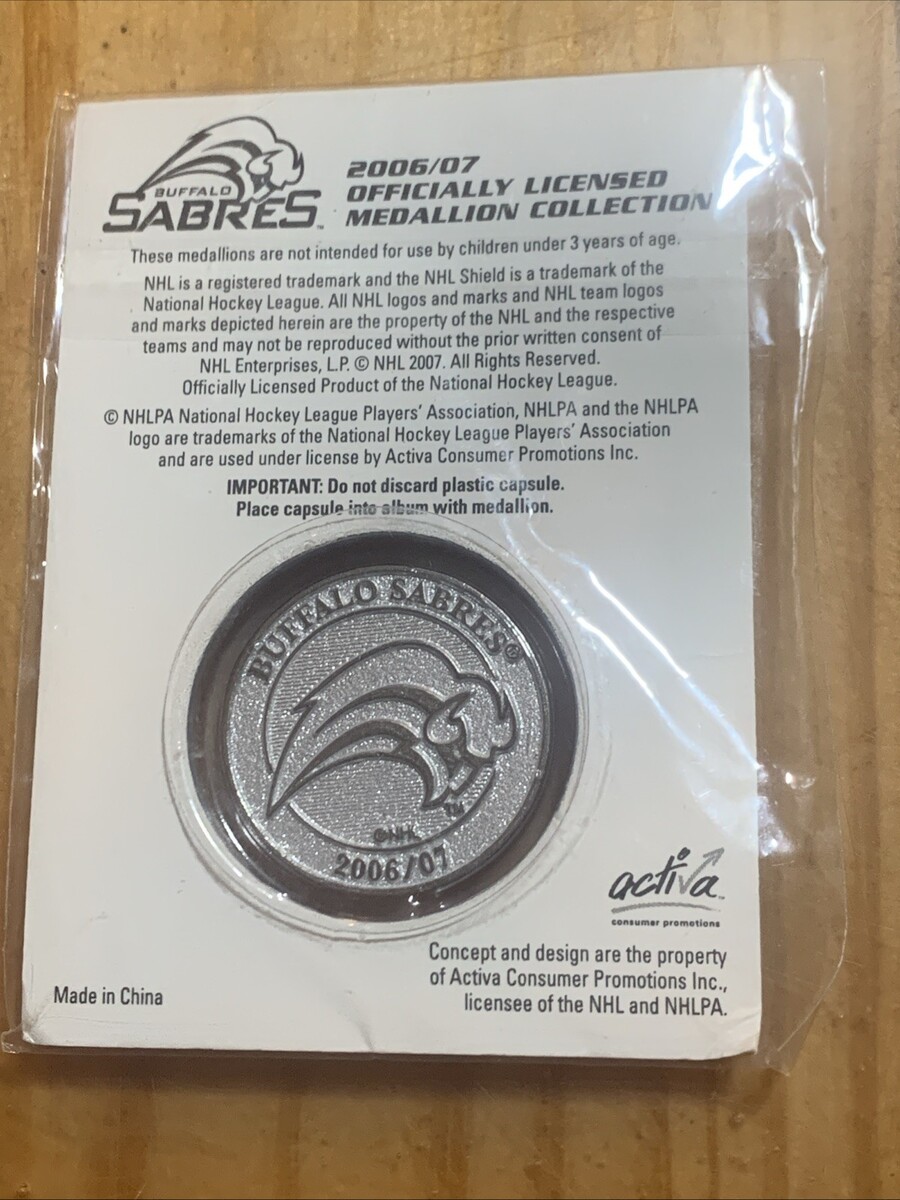 BUFFALO
SABRES™
2006/07
OFFICIALLY LICENSED
MEDALLION COLLECTION
These medallions are not intended for use by children under 3 years of age.
NHL is a registered trademark and the NHL Shield is a trademark of the
National Hockey League. All NHL logos and marks and NHL team logos
and marks depicted herein are the property of the NHL and the respective
teams and may not be reproduced without the prior written consent of
NHL Enterprises, L.P. © NHL 2007. All Rights Reserved.
Officially Licensed Product of the National Hockey League.
© NHLPA National Hockey League Players' Association, NHLPA and the NHLPA
logo are trademarks of the National Hockey League Players' Association
and are used under license by Activa Consumer Promotions Inc.
IMPORTANT: Do not discard plastic capsule.
Place capsule into album with medallion.
BUFFALO SABRES®
TM
©NHL
2006/07
activa™
consumer promotions
Concept and design are the property
of Activa Consumer Promotions Inc.,
licensee of the NHL and NHLPA.
Made in China